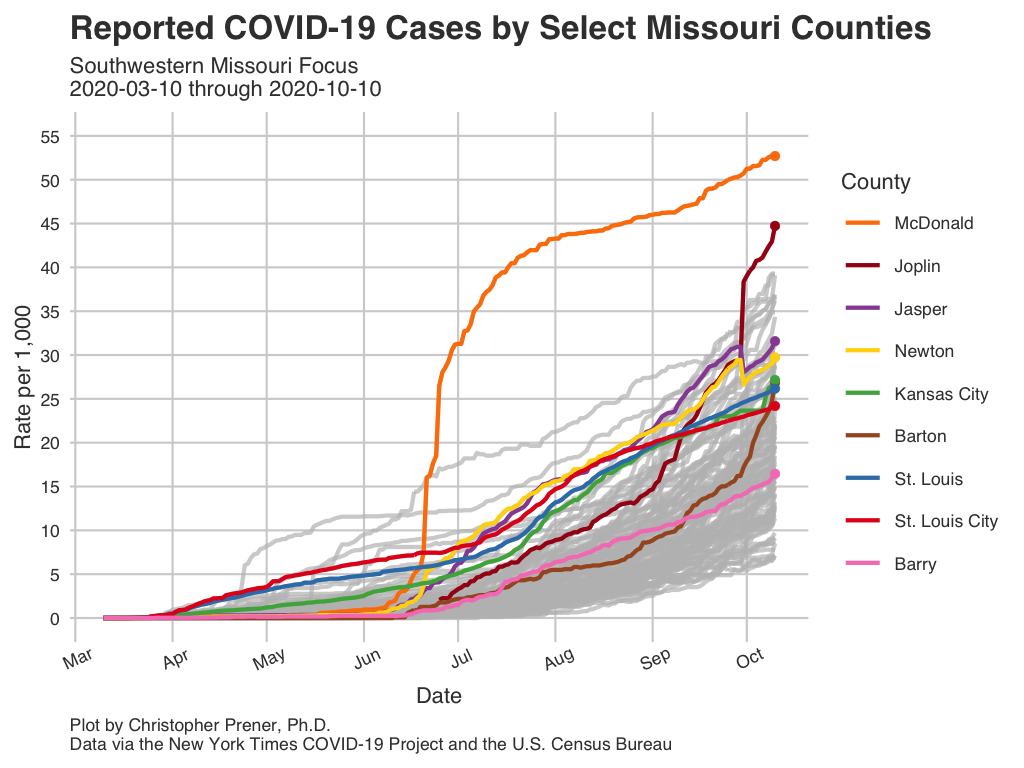 Reported COVID-19 Cases by Select Missouri Counties
Southwestern Missouri Focus
2020-03-10 through 2020-10-10
55
50
45
40
35
30
25
20
15
10
5
0
Rate per 1,000
Mar
Apr
May
Jun
Jul
Aug
Sep
Oct
Date
County
McDonald
Joplin
Jasper
Newton
Kansas City
Barton
St. Louis
St. Louis City
Barry
Plot by Christopher Prener, Ph.D.
Data via the New York Times COVID-19 Project and the U.S. Census Bureau